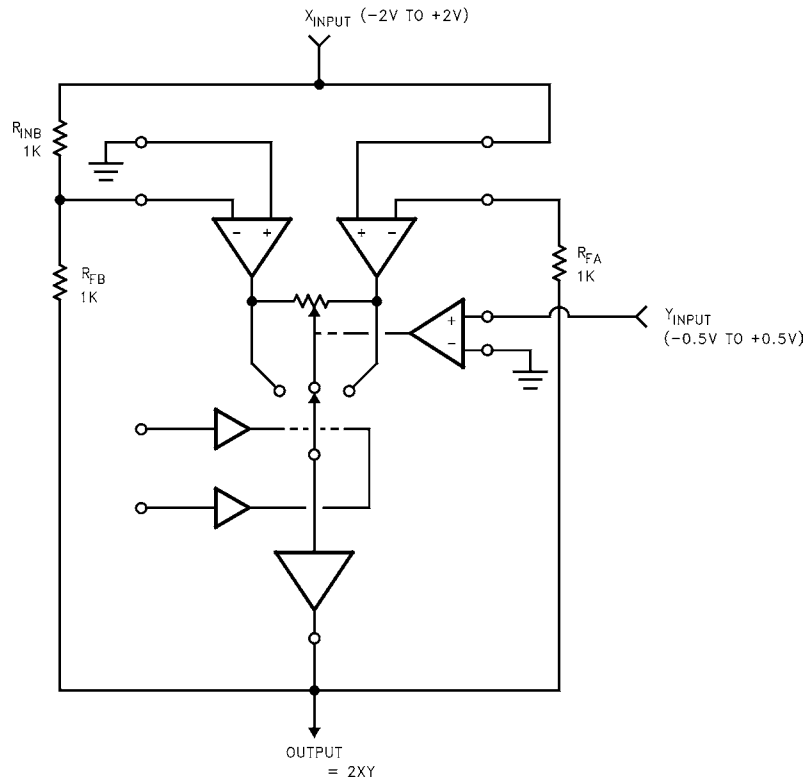 XINPUT (-2V TO +2V)
RINB
1K
- +
+ -
RFB
1K
RFA
1K
+
-
YINPUT
(-0.5V TO +0.5V)
OUTPUT
= 2XY